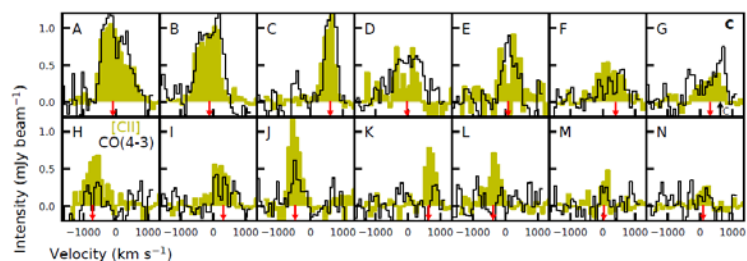 A B C D E F G c
1.0
0.5
0.0
C
H I J K L M N
[CII]
CO(4-3)
1.0
0.5
0.0
−1000 0 1000 −1000 0 1000 −1000 0 1000 −1000 0 1000 −1000 0 1000 −1000 0 1000 −1000 0 1000
Velocity (km s⁻¹)
Intensity (mJy beam⁻¹)